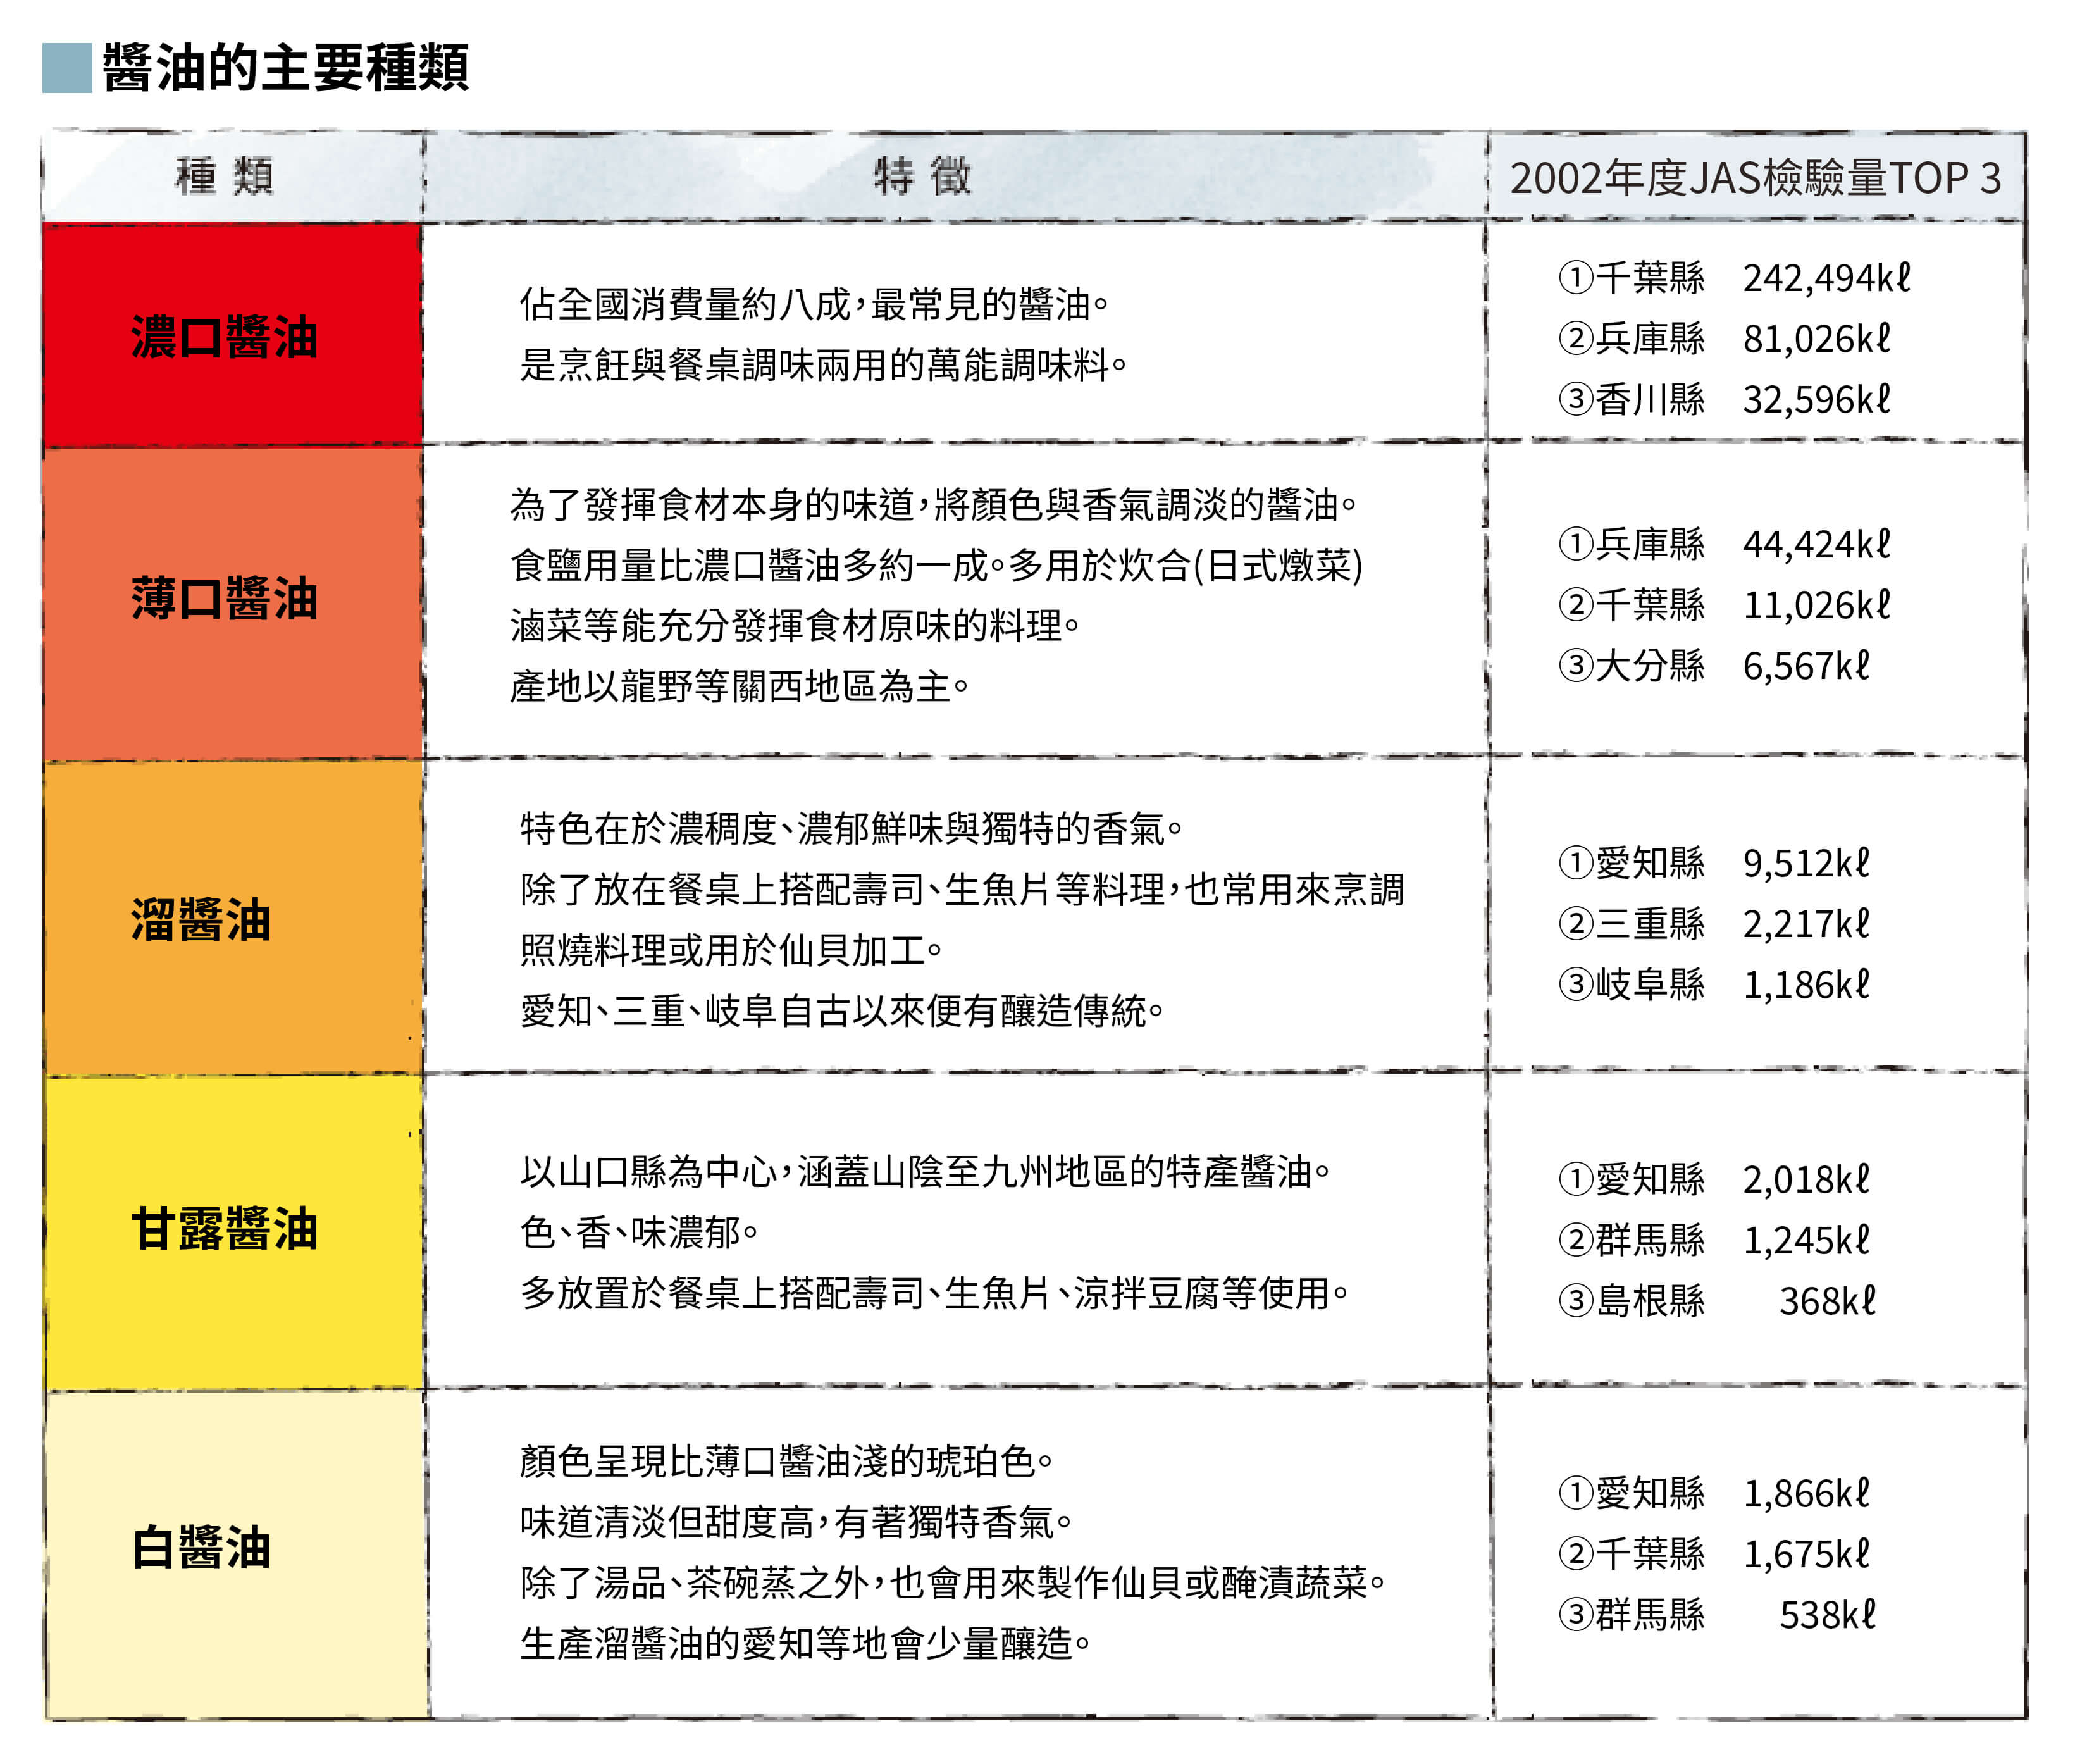 醬油的主要種類
種類 特徵 2002年度JAS檢驗量TOP 3
濃口醬油
佔全國消費量約八成，最常見的醬油。
是烹飪與餐桌調味兩用的萬能調味料。
①千葉縣 242,494kℓ
②兵庫縣 81,026kℓ
③香川縣 32,596kℓ
薄口醬油
為了發揮食材本身的味道，將顏色與香氣調淡的醬油。
食鹽用量比濃口醬油多約一成。多用於炊合(日式燉菜)
滷菜等能充分發揮食材原味的料理。
產地以龍野等關西地區為主。
①兵庫縣 44,424kℓ
②千葉縣 11,026kℓ
③大分縣 6,567kℓ
溜醬油
特色在於濃稠度、濃郁鮮味與獨特的香氣。
除了放在餐桌上搭配壽司、生魚片等料理，也常用來烹調
照燒料理或用於仙貝加工。
愛知、三重、岐阜自古以來便有釀造傳統。
①愛知縣 9,512kℓ
②三重縣 2,217kℓ
③岐阜縣 1,186kℓ
甘露醬油
以山口縣為中心，涵蓋山陰至九州地區的特產醬油。
色、香、味濃郁。
多放置於餐桌上搭配壽司、生魚片、涼拌豆腐等使用。
①愛知縣 2,018kℓ
②群馬縣 1,245kℓ
③島根縣 368kℓ
白醬油
顏色呈現比薄口醬油淺的琥珀色。
味道清淡但甜度高，有著獨特香氣。
除了湯品、茶碗蒸之外，也會用來製作仙貝或醃漬蔬菜。
生產溜醬油的愛知等地會少量釀造。
①愛知縣 1,866kℓ
②千葉縣 1,675kℓ
③群馬縣 538kℓ